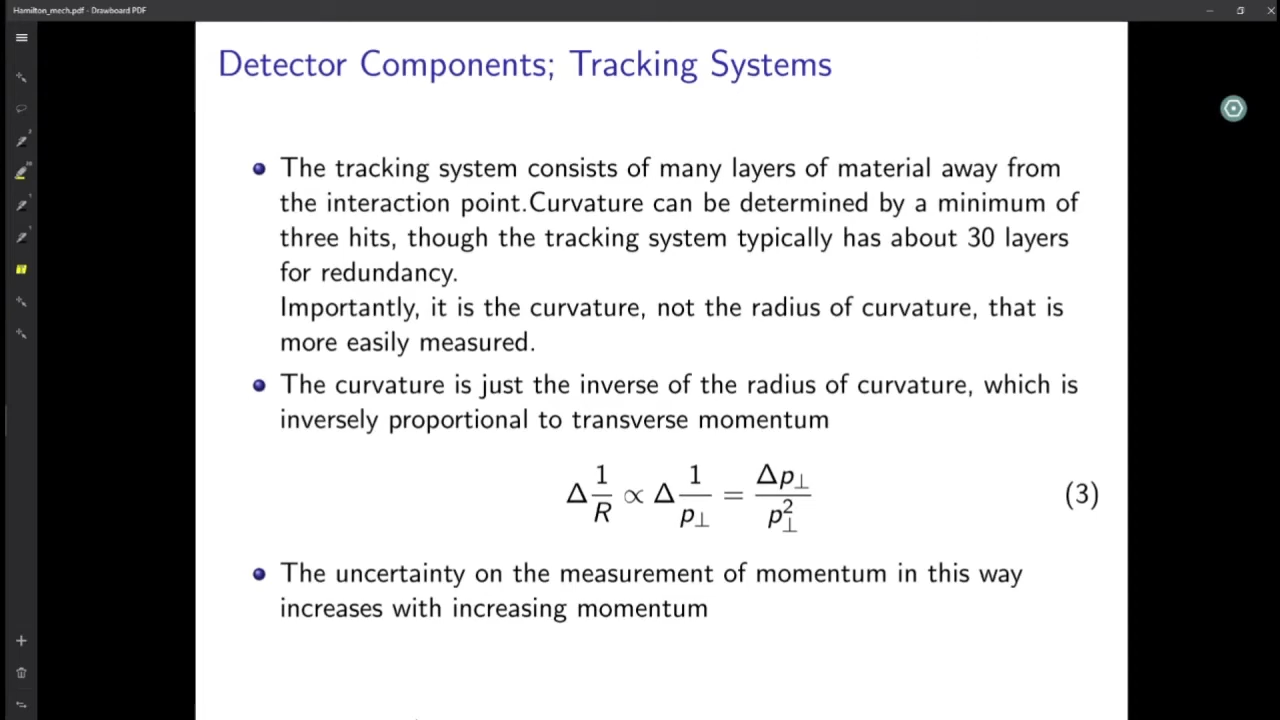 Hamilton_mech.pdf - Drawboard PDF
Detector Components; Tracking Systems
The tracking system consists of many layers of material away from
the interaction point.Curvature can be determined by a minimum of
three hits, though the tracking system typically has about 30 layers
for redundancy.
Importantly, it is the curvature, not the radius of curvature, that is
more easily measured.
The curvature is just the inverse of the radius of curvature, which is
inversely proportional to transverse momentum
Δ 1/R ∝ Δ 1/p⊥ = Δp⊥/p⊥² (3)
The uncertainty on the measurement of momentum in this way
increases with increasing momentum